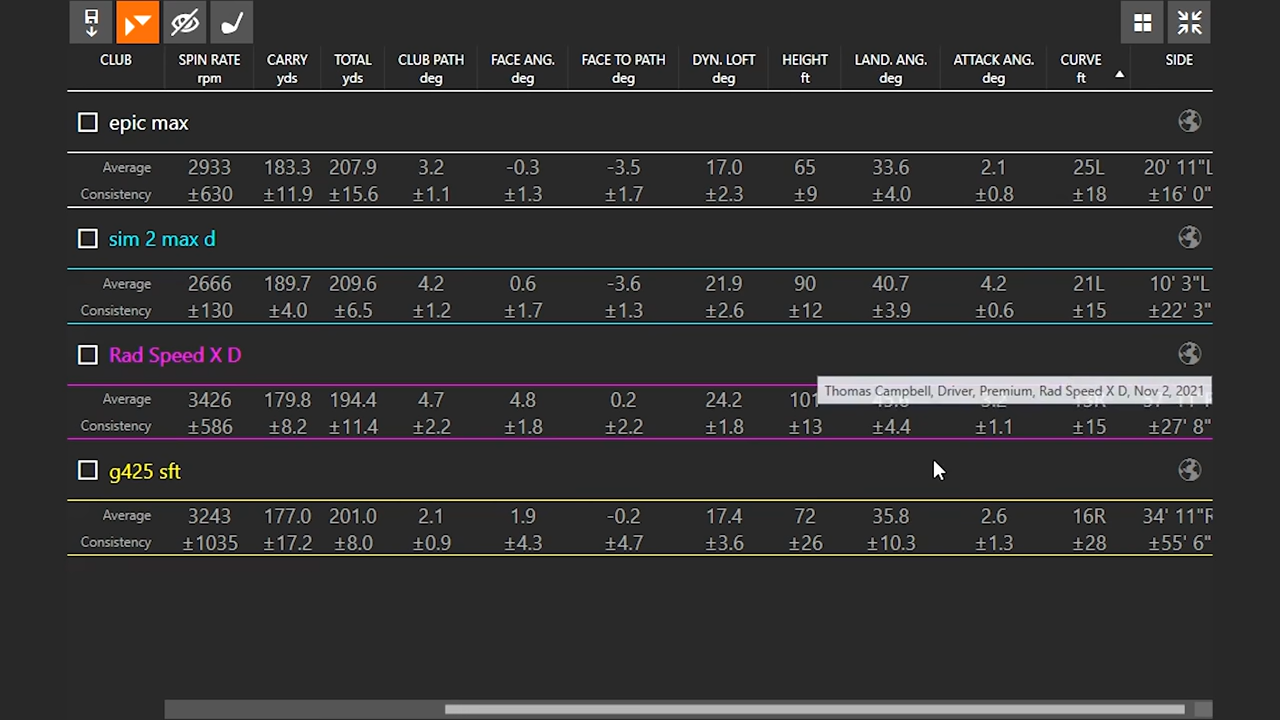 CLUB SPIN RATE rpm CARRY yds TOTAL yds CLUB PATH deg FACE ANG. deg FACE TO PATH deg DYN. LOFT deg HEIGHT ft LAND. ANG. deg ATTACK ANG. deg CURVE ft SIDE
epic max
Average 2933 183.3 207.9 3.2 -0.3 -3.5 17.0 65 33.6 2.1 25L 20' 11"L
Consistency ±630 ±11.9 ±15.6 ±1.1 ±1.3 ±1.7 ±2.3 ±9 ±4.0 ±0.8 ±18 ±16' 0"
sim 2 max d
Average 2666 189.7 209.6 4.2 0.6 -3.6 21.9 90 40.7 4.2 21L 10' 3"L
Consistency ±130 ±4.0 ±6.5 ±1.2 ±1.7 ±1.3 ±2.6 ±12 ±3.9 ±0.6 ±15 ±22' 3"
Rad Speed X D
Thomas Campbell, Driver, Premium, Rad Speed X D, Nov 2, 2021
Average 3426 179.8 194.4 4.7 4.8 0.2 24.2 101
Consistency ±586 ±8.2 ±11.4 ±2.2 ±1.8 ±2.2 ±1.8 ±13 ±4.4 ±1.1 ±15 ±27' 8"
g425 sft
Average 3243 177.0 201.0 2.1 1.9 -0.2 17.4 72 35.8 2.6 16R 34' 11"R
Consistency ±1035 ±17.2 ±8.0 ±0.9 ±4.3 ±4.7 ±3.6 ±26 ±10.3 ±1.3 ±28 ±55' 6"